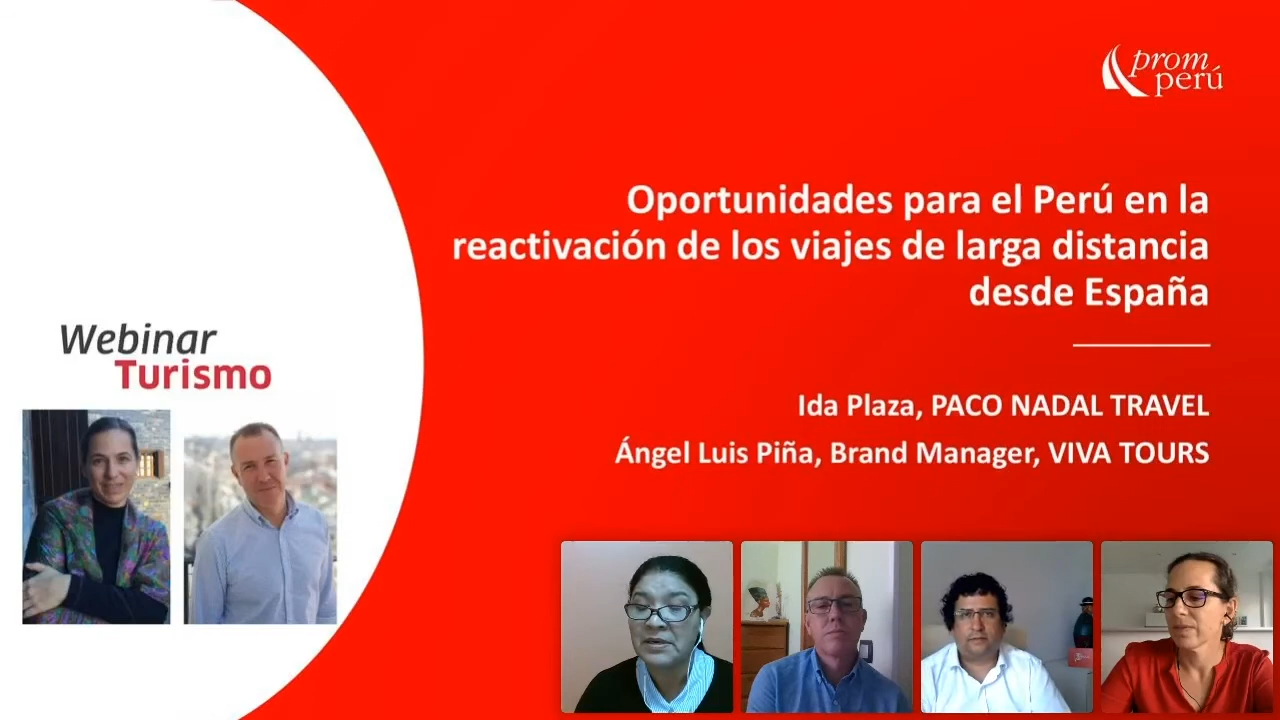 prom
perú
Oportunidades para el Perú en la
reactivación de los viajes de larga distancia
desde España
Webinar
Turismo
Ida Plaza, PACO NADAL TRAVEL
Ángel Luis Piña, Brand Manager, VIVA TOURS